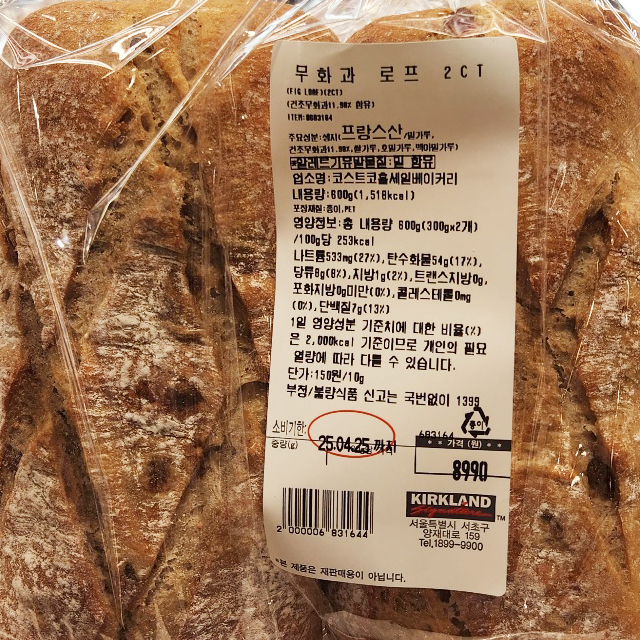 무화과 로프 2CT
(FIG LOAF)(2CT)
(건조무화과11.98% 함유)
ITEM:6683164
주요성분:생지(프랑스산/밀가루,
건조무화과11.98%,쌀가루,호밀가루,맥아밀가루)
*알레르기유발물질:밀 함유
업소명:코스트코홀세일베이커리
내용량:600g(1,518kcal)
포장재질:종이,PET
영양정보:총 내용량 600g(300g×2개)
/100g당 253kcal
나트륨533mg(27%),탄수화물54g(17%),
당류8g(8%),지방1g(2%),트랜스지방0g,
포화지방0g미만(0%),콜레스테롤0mg
(0%),단백질7g(13%)
1일 영양성분 기준치에 대한 비율(%)
은 2,000kcal 기준이므로 개인의 필요
열량에 따라 다를 수 있습니다.
단가:150원/10g
부정/불량식품 신고는 국번없이 1399
종이
소비기한: 683164
중량(g) 25.04.25 까지 ** 가격 (원) **
8990
KIRKLAND
Signature™
2 000006 831644
서울특별시 서초구
양재대로 159
Tel.1899-9900
*본 제품은 재판매용이 아닙니다.